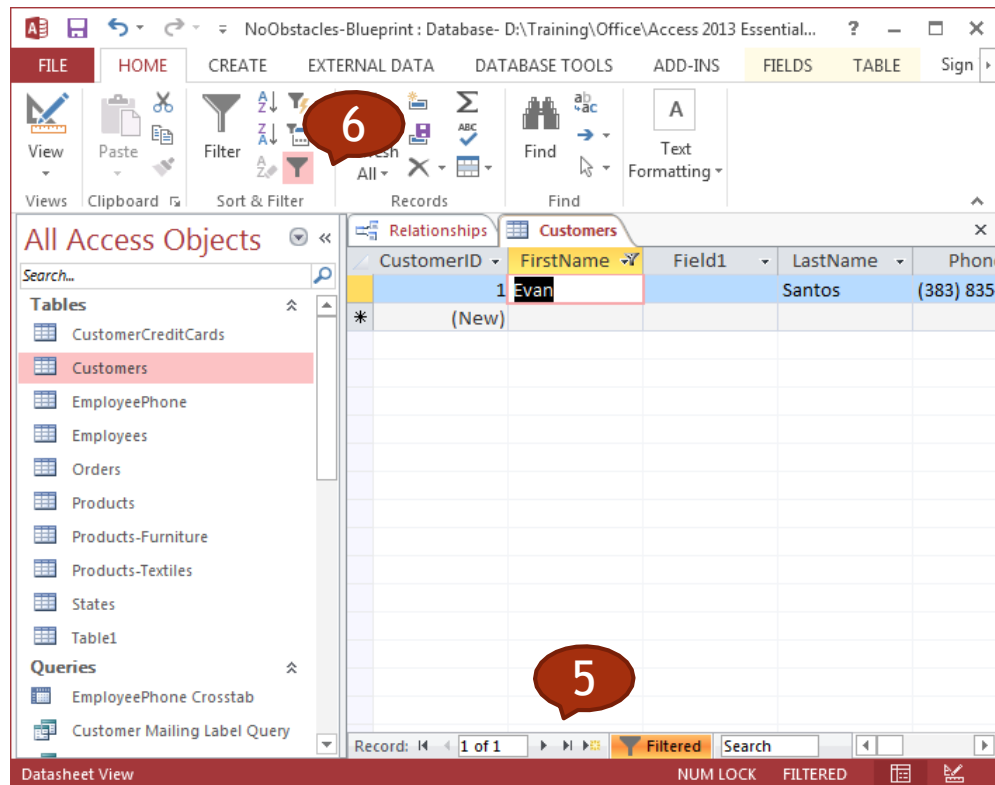 NoObstacles-Blueprint : Database- D:\Training\Office\Access 2013 Essential... ?
FILE HOME CREATE EXTERNAL DATA DATABASE TOOLS ADD-INS FIELDS TABLE Sign
View
Paste
Filter
All
6
ABC
Find
ab
ac
A
Text
Formatting
Views Clipboard Sort & Filter Records Find
All Access Objects
Search...
Tables
CustomerCreditCards
Customers
EmployeePhone
Employees
Orders
Products
Products-Furniture
Products-Textiles
States
Table1
Queries
EmployeePhone Crosstab
Customer Mailing Label Query
Relationships Customers
CustomerID FirstName Field1 LastName Phon
1 Evan Santos (383) 835
(New)
5
Record: 1 of 1 Filtered Search
Datasheet View NUM LOCK FILTERED